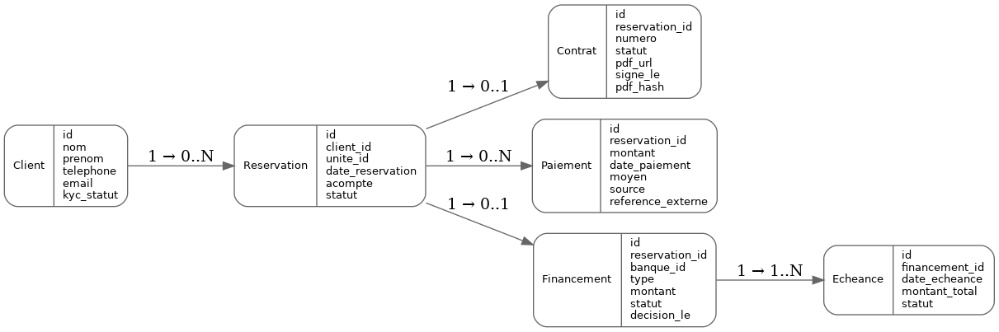 Client
id
nom
prenom
telephone
email
kyc_statut
1 → 0..N
Reservation
id
client_id
unite_id
date_reservation
acompte
statut
1 → 0..1
Contrat
id
reservation_id
numero
statut
pdf_url
signe_le
pdf_hash
1 → 0..N
Paiement
id
reservation_id
montant
date_paiement
moyen
source
reference_externe
1 → 0..1
Financement
id
reservation_id
banque_id
type
montant
statut
decision_le
1 → 1..N
Echeance
id
financement_id
date_echeance
montant_total
statut